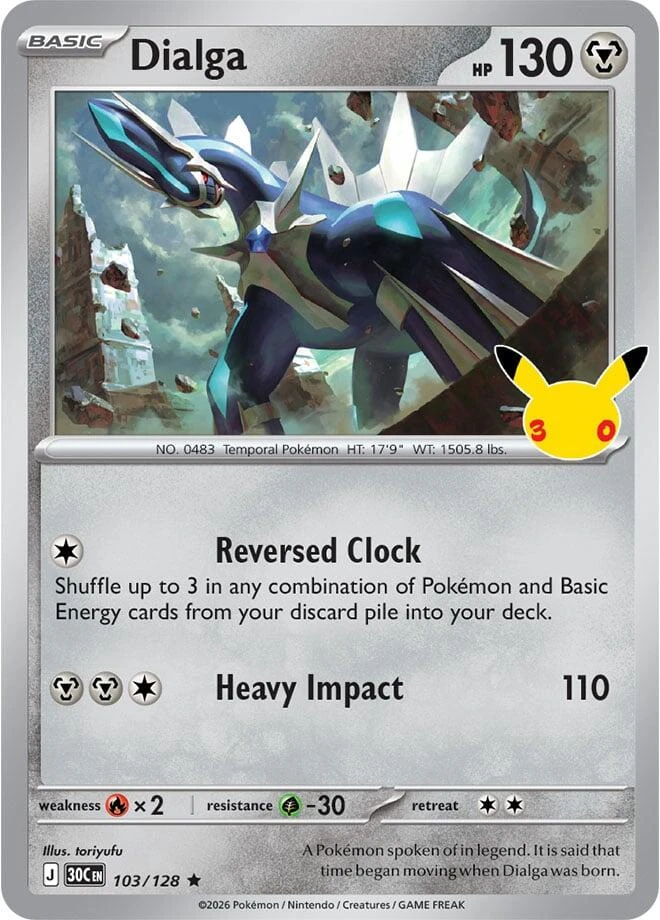 BASIC
Dialga
HP 130
30
NO. 0483 Temporal Pokémon HT: 17'9" WT: 1505.8 lbs.
Reversed Clock
Shuffle up to 3 in any combination of Pokémon and Basic
Energy cards from your discard pile into your deck.
Heavy Impact 110
weakness ×2 resistance -30 retreat
Illus. toriyufu
A Pokémon spoken of in legend. It is said that
time began moving when Dialga was born.
J 30C EN 103/128
©2026 Pokémon / Nintendo / Creatures / GAME FREAK